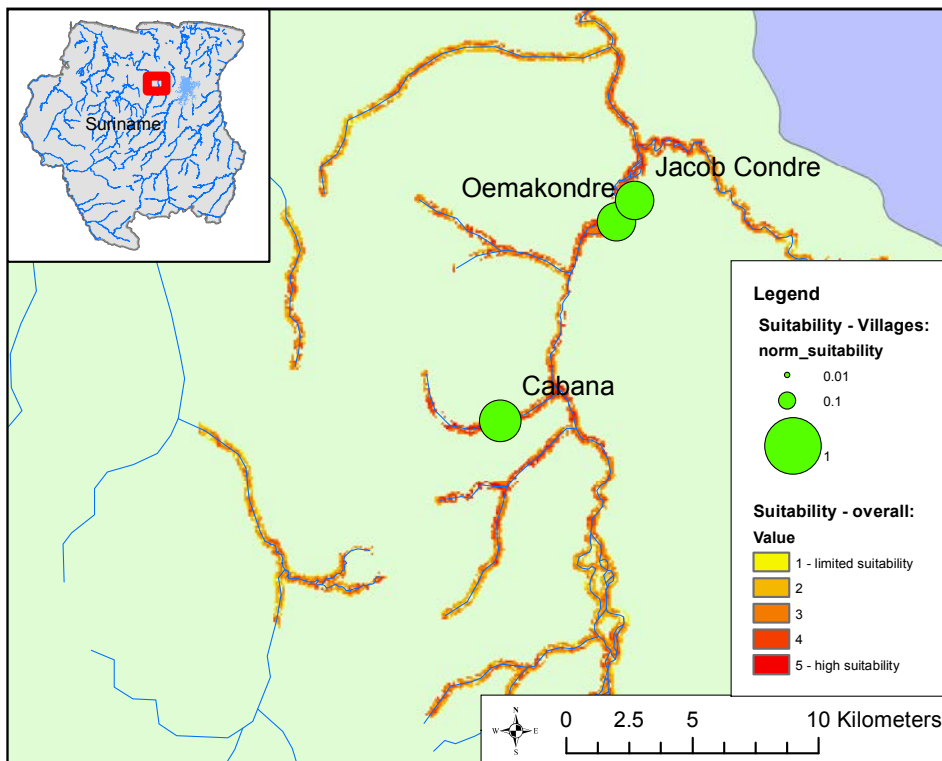 Suriname
Jacob Condre
Oemakondre
Cabana
Legend
Suitability - Villages:
norm_suitability
0.01
0.1
1
Suitability - overall:
Value
1 - limited suitability
2
3
4
5 - high suitability
N
W E
S
0 2.5 5 10 Kilometers